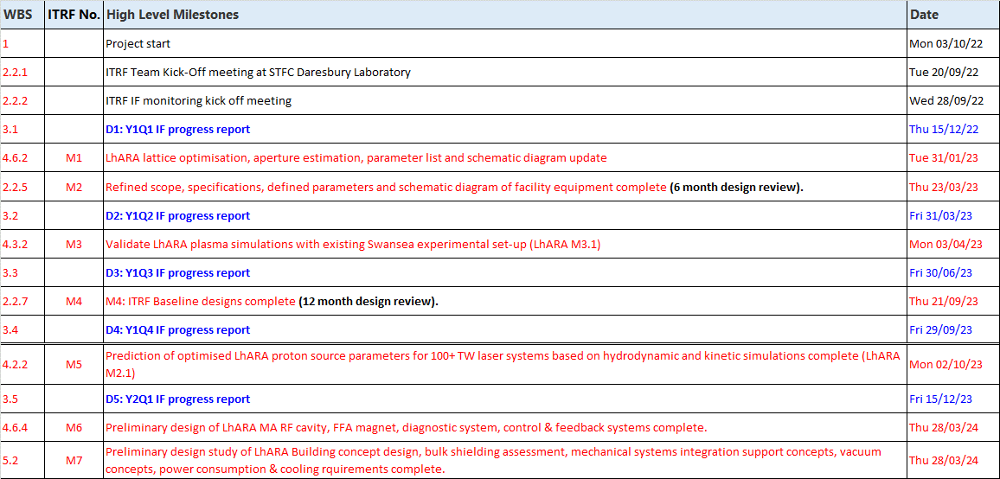 WBS ITRF No. High Level Milestones Date
1 Project start Mon 03/10/22
2.2.1 ITRF Team Kick-Off meeting at STFC Daresbury Laboratory Tue 20/09/22
2.2.2 ITRF IF monitoring kick off meeting Wed 28/09/22
3.1 D1: Y1Q1 IF progress report Thu 15/12/22
4.6.2 M1 LhARA lattice optimisation, aperture estimation, parameter list and schematic diagram update Tue 31/01/23
2.2.5 M2 Refined scope, specifications, defined parameters and schematic diagram of facility equipment complete (6 month design review). Thu 23/03/23
3.2 D2: Y1Q2 IF progress report Fri 31/03/23
4.3.2 M3 Validate LhARA plasma simulations with existing Swansea experimental set-up (LhARA M3.1) Mon 03/04/23
3.3 D3: Y1Q3 IF progress report Fri 30/06/23
2.2.7 M4 M4: ITRF Baseline designs complete (12 month design review). Thu 21/09/23
3.4 D4: Y1Q4 IF progress report Fri 29/09/23
4.2.2 M5 Prediction of optimised LhARA proton source parameters for 100+ TW laser systems based on hydrodynamic and kinetic simulations complete (LhARA
M2.1) Mon 02/10/23
3.5 D5: Y2Q1 IF progress report Fri 15/12/23
4.6.4 M6 Preliminary design of LhARA MA RF cavity, FFA magnet, diagnostic system, control & feedback systems complete. Thu 28/03/24
5.2 M7 Preliminary design study of LhARA Building concept design, bulk shielding assessment, mechanical systems integration support concepts, vacuum
concepts, power consumption & cooling rquirements complete. Thu 28/03/24